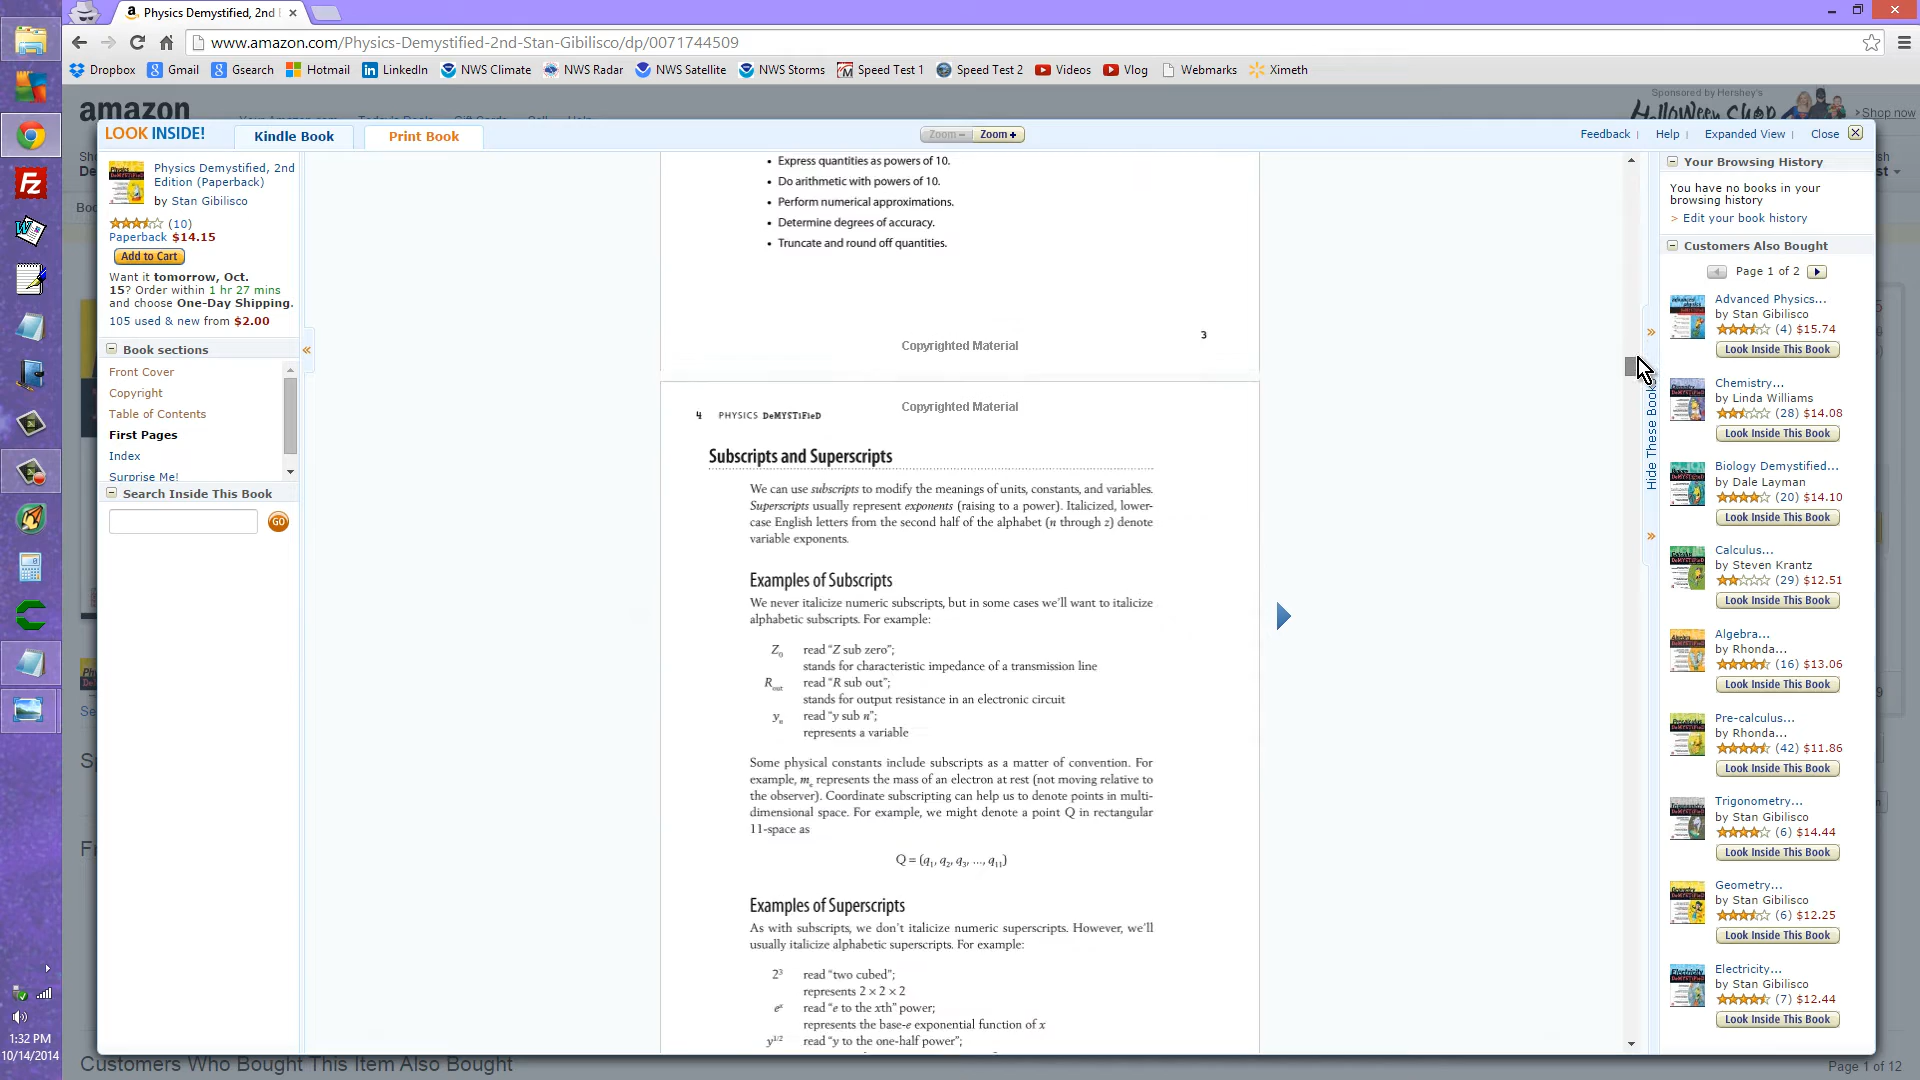 Physics Demystified, 2nd E
www.amazon.com/Physics-Demystified-2nd-Stan-Gibilisco/dp/0071744509
Dropbox Gmail Gsearch Hotmail LinkedIn NWS Climate NWS Radar NWS Satellite NWS Storms Speed Test 1 Speed Test 2 Videos Vlog Webmarks Ximeth
amazon
Sponsored by Hershey's
Halloween Shop
Shop now
LOOK INSIDE!
Kindle Book
Print Book
Zoom –
Zoom +
Feedback
Help
Expanded View
Close
Physics Demystified, 2nd
Edition (Paperback)
by Stan Gibilisco
(10)
Paperback $14.15
Add to Cart
Want it tomorrow, Oct.
15? Order within 1 hr 27 mins
and choose One-Day Shipping.
105 used & new from $2.00
Book sections
Front Cover
Copyright
Table of Contents
First Pages
Index
Surprise Me!
Search Inside This Book
GO
• Express quantities as powers of 10.
• Do arithmetic with powers of 10.
• Perform numerical approximations.
• Determine degrees of accuracy.
• Truncate and round off quantities.
3
Copyrighted Material
Copyrighted Material
4 PHYSICS DeMYSTiFieD
Subscripts and Superscripts
We can use subscripts to modify the meanings of units, constants, and variables.
Superscripts usually represent exponents (raising to a power). Italicized, lower-
case English letters from the second half of the alphabet (n through z) denote
variable exponents.
Examples of Subscripts
We never italicize numeric subscripts, but in some cases we'll want to italicize
alphabetic subscripts. For example:
Z₀ read “Z sub zero”;
stands for characteristic impedance of a transmission line
R_out read “R sub out”;
stands for output resistance in an electronic circuit
yₙ read “y sub n”;
represents a variable
Some physical constants include subscripts as a matter of convention. For
example, mₑ represents the mass of an electron at rest (not moving relative to
the observer). Coordinate subscripting can help us to denote points in multi-
dimensional space. For example, we might denote a point Q in rectangular
11-space as
Q = (q₁, q₂, q₃, ..., q₁₁)
Examples of Superscripts
As with subscripts, we don't italicize numeric superscripts. However, we'll
usually italicize alphabetic superscripts. For example:
2³ read “two cubed”;
represents 2 × 2 × 2
eˣ read “e to the xth” power;
represents the base-e exponential function of x
y¹/² read “y to the one-half power”;
Hide These Books
Your Browsing History
You have no books in your
browsing history
> Edit your book history
Customers Also Bought
Page 1 of 2
Advanced Physics...
by Stan Gibilisco
(4) $15.74
Look Inside This Book
Chemistry...
by Linda Williams
(28) $14.08
Look Inside This Book
Biology Demystified...
by Dale Layman
(20) $14.10
Look Inside This Book
Calculus...
by Steven Krantz
(29) $12.51
Look Inside This Book
Algebra...
by Rhonda...
(16) $13.06
Look Inside This Book
Pre-calculus...
by Rhonda...
(42) $11.86
Look Inside This Book
Trigonometry...
by Stan Gibilisco
(6) $14.44
Look Inside This Book
Geometry...
by Stan Gibilisco
(6) $12.25
Look Inside This Book
Electricity...
by Stan Gibilisco
(7) $12.44
Look Inside This Book
1:32 PM
10/14/2014
Customers Who Bought This Item Also Bought
Page 1 of 12